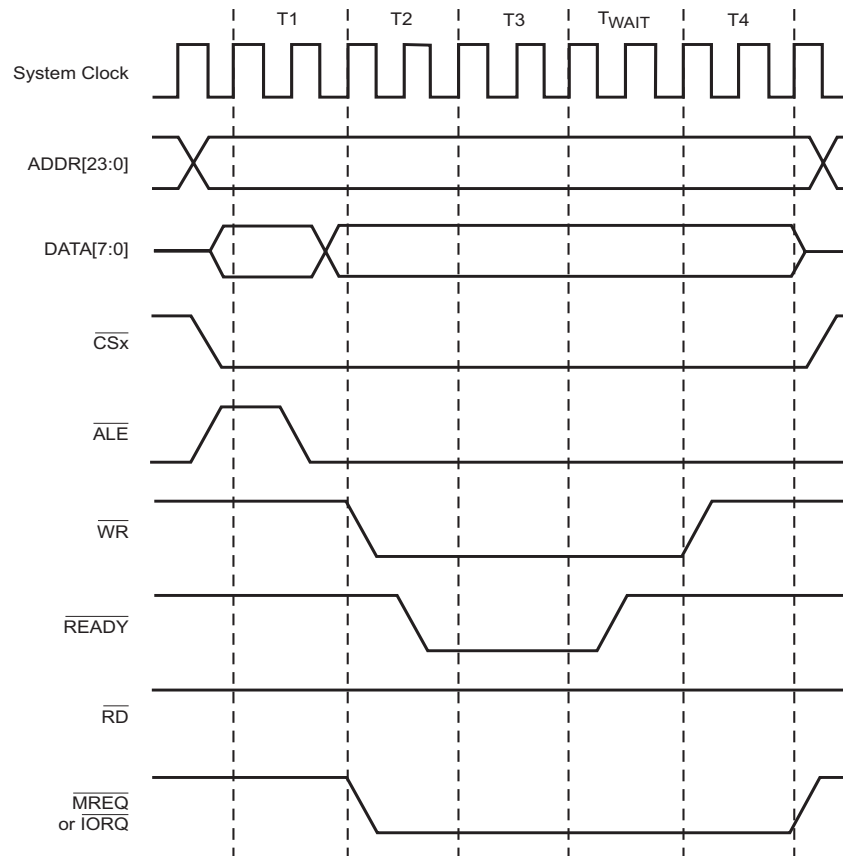 T1 T2 T3 TWAIT T4
System Clock
ADDR[23:0]
DATA[7:0]
CSx
ALE
WR
READY
RD
MREQ
or IORQ